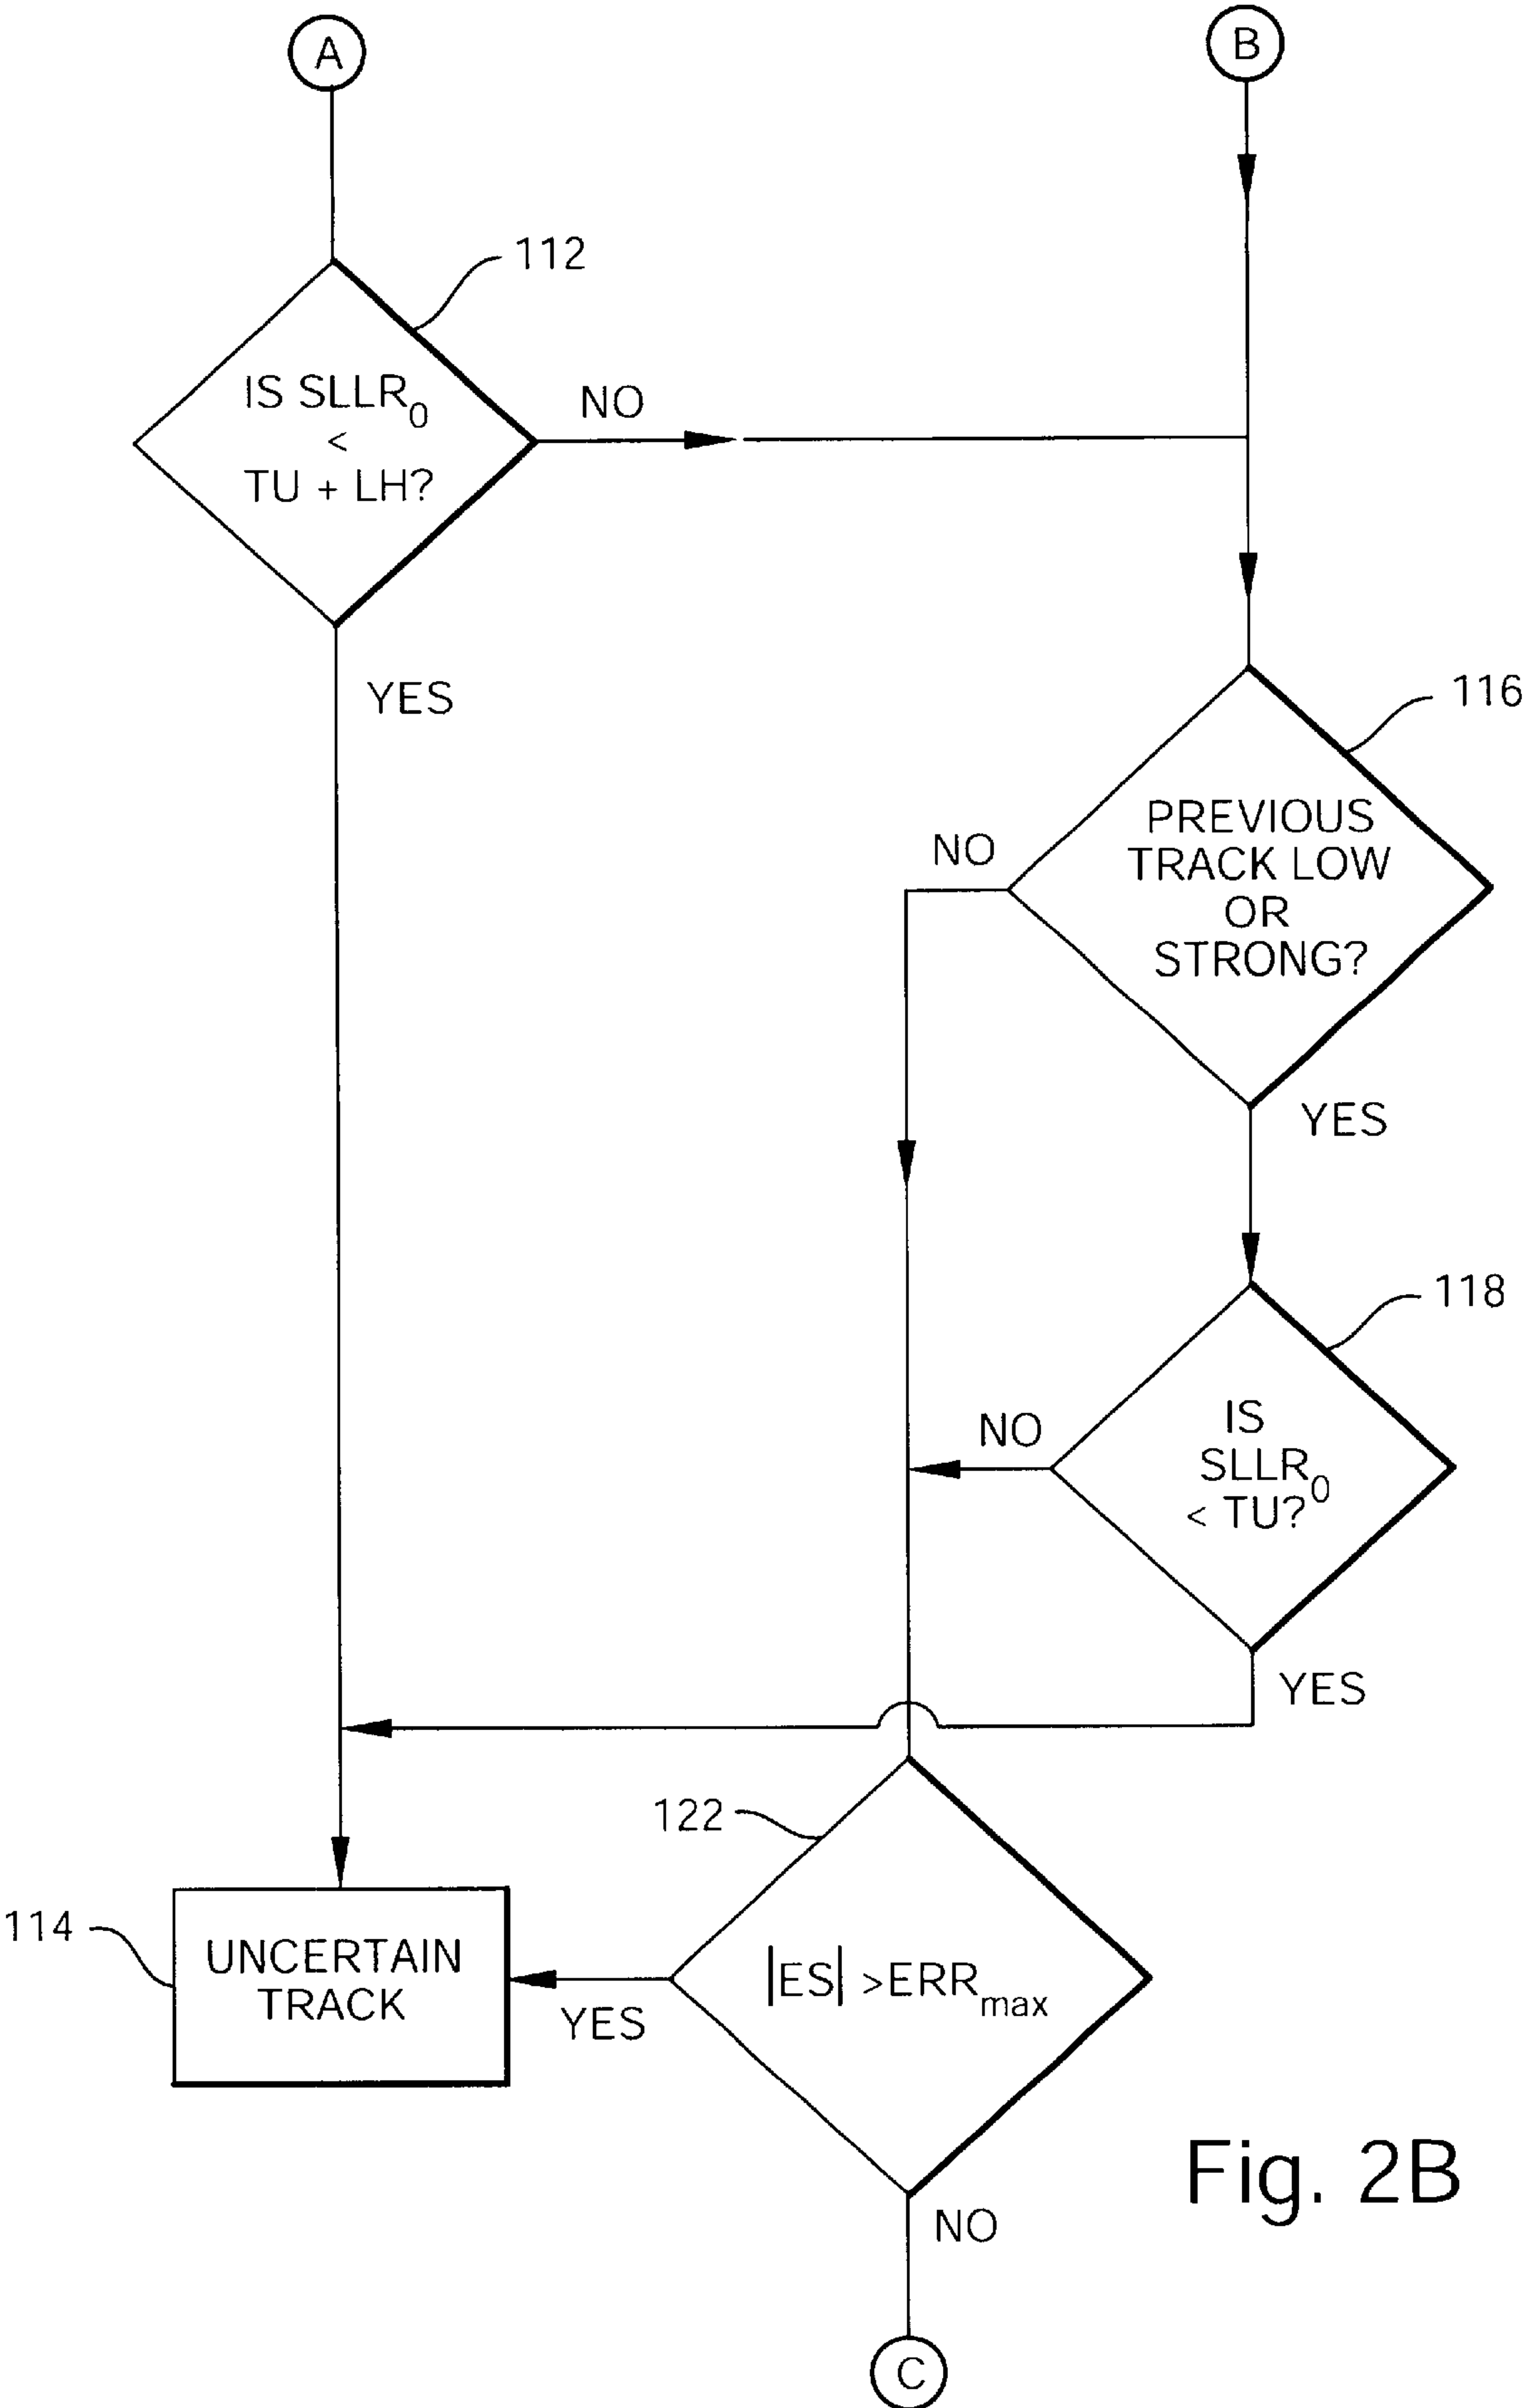 A
B
112
IS SLLR₀
<
TU + LH?
NO
YES
116
PREVIOUS
TRACK LOW
OR
STRONG?
NO
YES
118
IS
SLLR₀
< TU?
NO
YES
122
|ES| >ERRmax
YES
NO
114
UNCERTAIN
TRACK
C
Fig. 2B